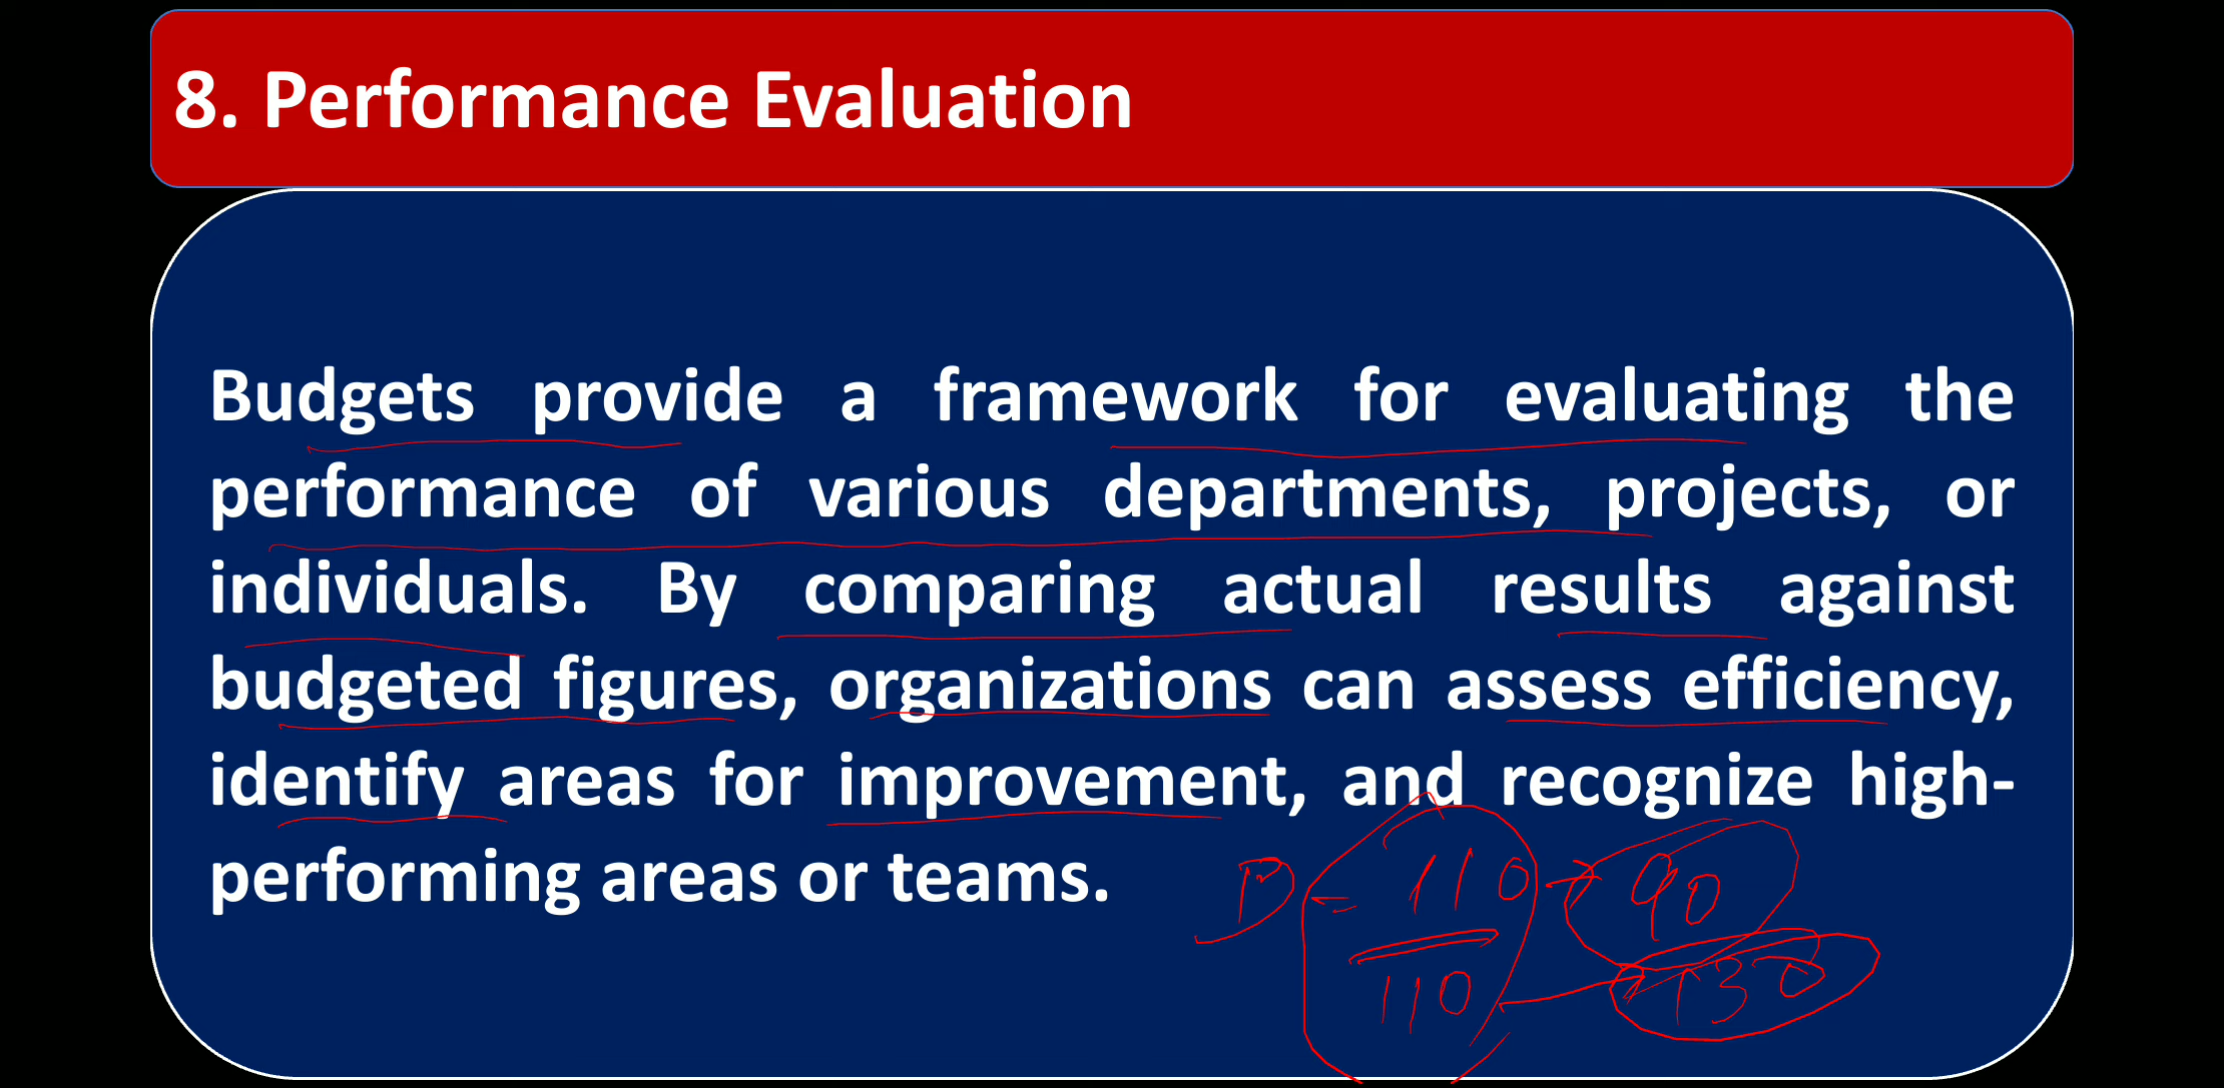 8. Performance Evaluation
Budgets provide a framework for evaluating the
performance of various departments, projects, or
individuals. By comparing actual results against
budgeted figures, organizations can assess efficiency,
identify areas for improvement, and recognize high-
performing areas or teams.
B 110 90
110 130